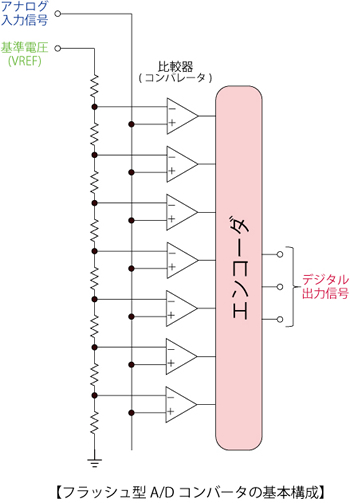 アナログ
入力信号
基準電圧
(VREF)
比較器
(コンパレータ)
−
+
−
+
−
+
−
+
−
+
−
+
−
+
エンコーダ
デジタル
出力信号
【フラッシュ型 A/D コンバータの基本構成】